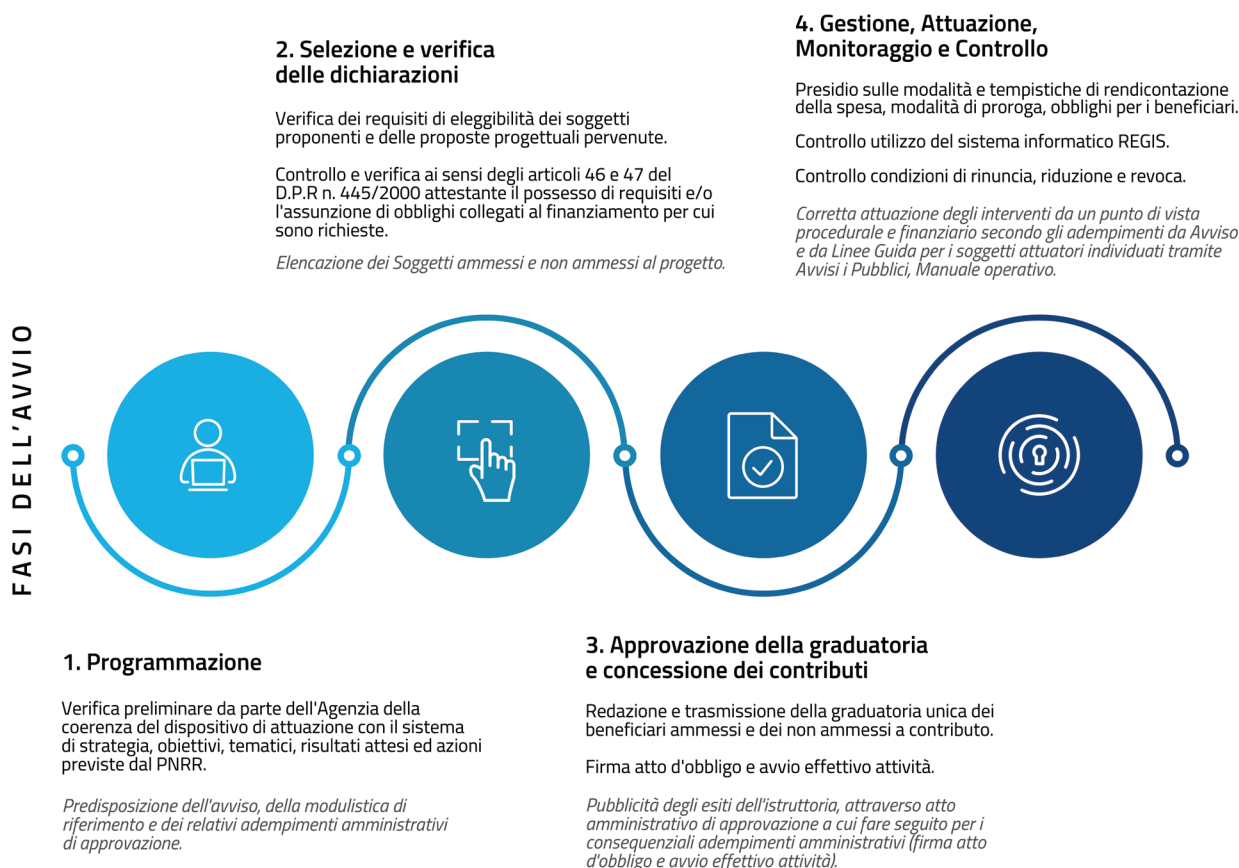 FASI DELL'AVVIO
1. Programmazione
Verifica preliminare da parte dell'Agenzia della
coerenza del dispositivo di attuazione con il sistema
di strategia, obiettivi, tematici, risultati attesi ed azioni
previste dal PNRR.
Predisposizione dell'avviso, della modulistica di
riferimento e dei relativi adempimenti amministrativi
di approvazione.
2. Selezione e verifica
delle dichiarazioni
Verifica dei requisiti di eleggibilità dei soggetti
proponenti e delle proposte progettuali pervenute.
Controllo e verifica ai sensi degli articoli 46 e 47 del
D.P.R n. 445/2000 attestante il possesso di requisiti e/o
l'assunzione di obblighi collegati al finanziamento per cui
sono richieste.
Elencazione dei Soggetti ammessi e non ammessi al progetto.
3. Approvazione della graduatoria
e concessione dei contributi
Redazione e trasmissione della graduatoria unica dei
beneficiari ammessi e dei non ammessi a contributo.
Firma atto d'obbligo e avvio effettivo attività.
Pubblicità degli esiti dell'istruttoria, attraverso atto
amministrativo di approvazione a cui fare seguito per i
consequenziali adempimenti amministrativi (firma atto
d'obbligo e avvio effettivo attività).
4. Gestione, Attuazione,
Monitoraggio e Controllo
Presidio sulle modalità e tempistiche di rendicontazione
della spesa, modalità di proroga, obblighi per i beneficiari.
Controllo utilizzo del sistema informatico REGIS.
Controllo condizioni di rinuncia, riduzione e revoca.
Corretta attuazione degli interventi da un punto di vista
procedurale e finanziario secondo gli adempimenti da Avviso
e da Linee Guida per i soggetti attuatori individuati tramite
Avvisi i Pubblici, Manuale operativo.